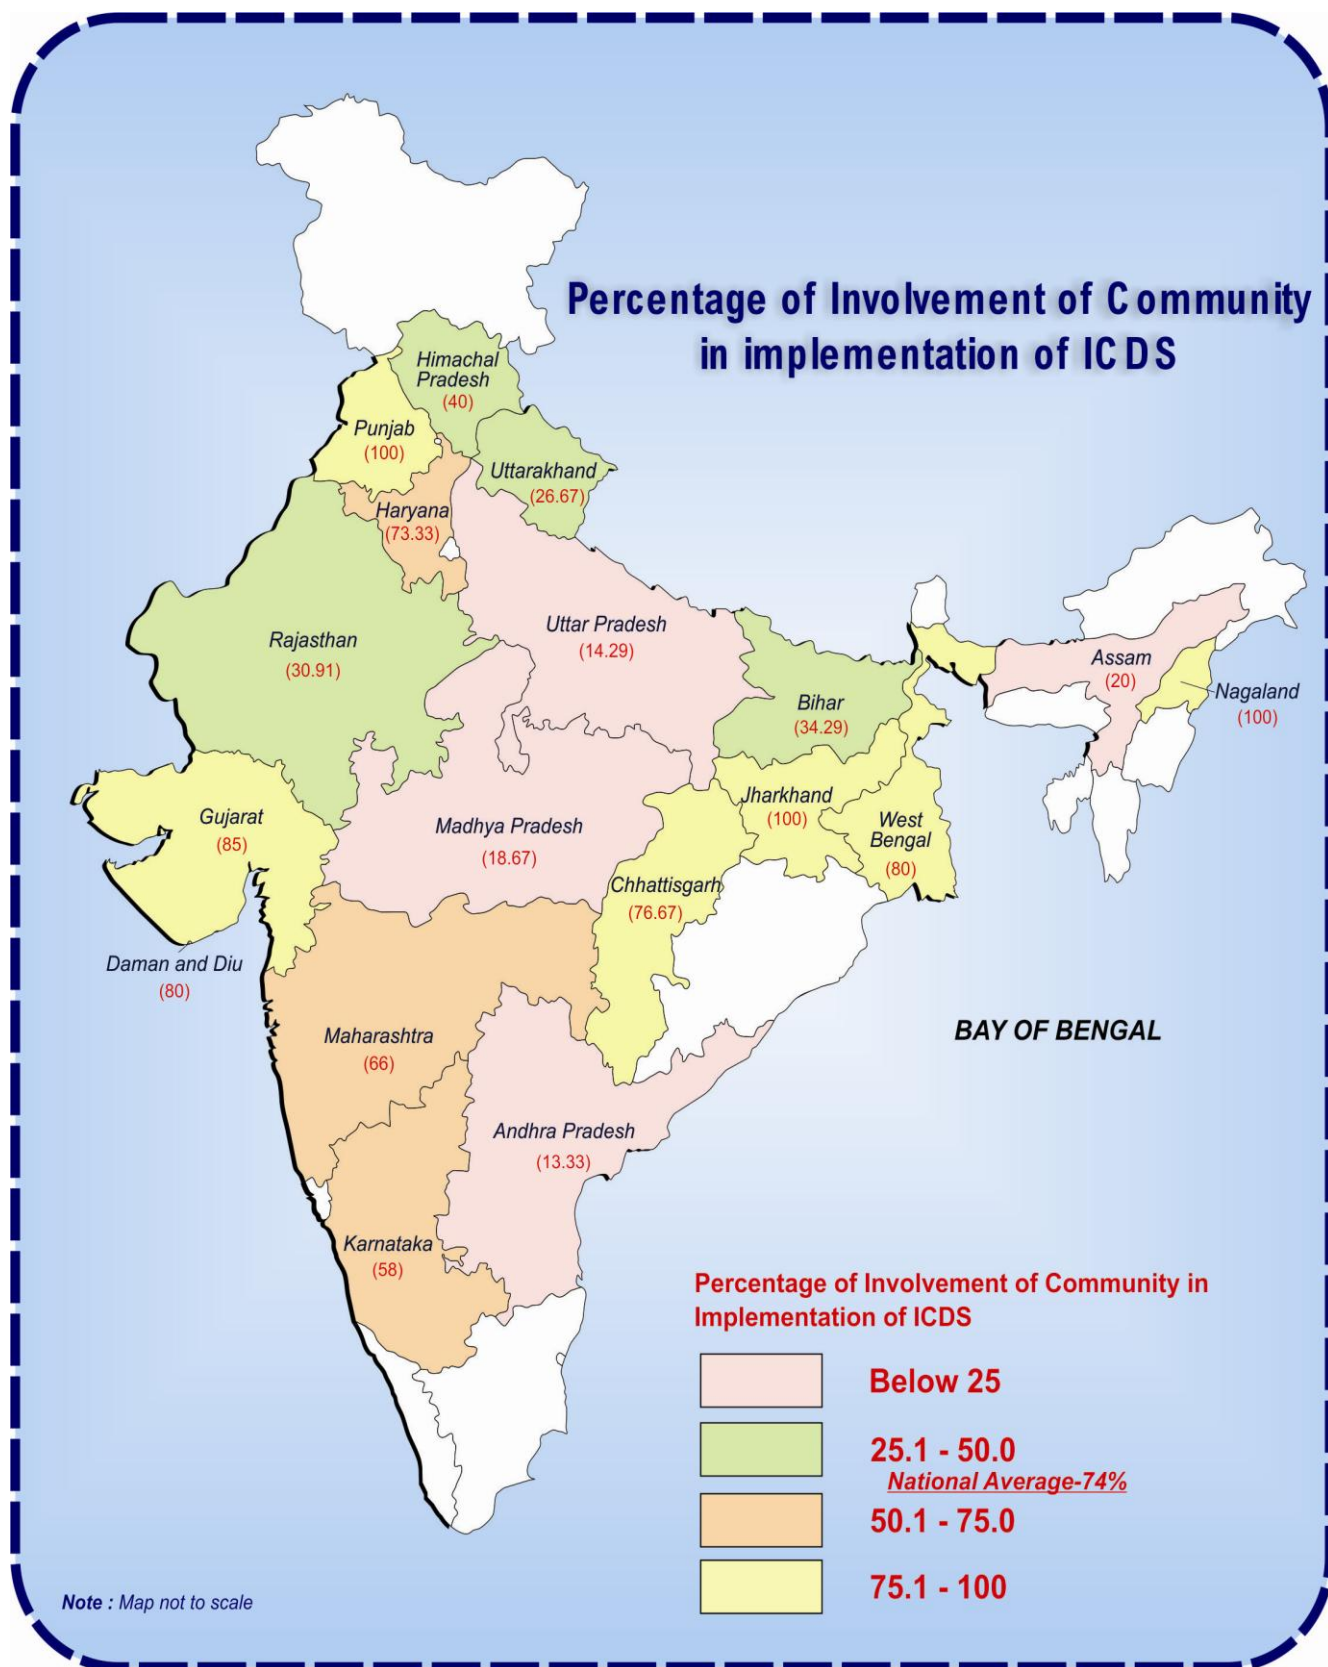 Percentage of Involvement of Community
in implementation of ICDS
Himachal
Pradesh
(40)
Punjab
(100)
Uttarakhand
(26.67)
Haryana
(73.33)
Rajasthan
(30.91)
Uttar Pradesh
(14.29)
Bihar
(34.29)
Assam
(20)
Nagaland
(100)
Gujarat
(85)
Madhya Pradesh
(18.67)
Jharkhand
(100)
West
Bengal
(80)
Chhattisgarh
(76.67)
Daman and Diu
(80)
Maharashtra
(66)
BAY OF BENGAL
Andhra Pradesh
(13.33)
Karnataka
(58)
Percentage of Involvement of Community in
Implementation of ICDS
Below 25
25.1 - 50.0
National Average-74%
50.1 - 75.0
75.1 - 100
Note : Map not to scale